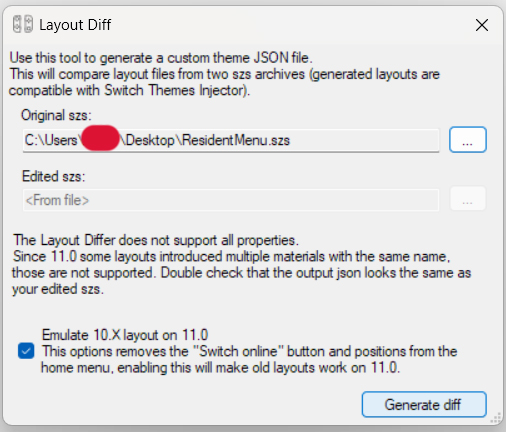 Layout Diff
Use this tool to generate a custom theme JSON file.
This will compare layout files from two szs archives (generated layouts are
compatible with Switch Themes Injector).
Original szs:
C:\Users\ \Desktop\ResidentMenu.szs
...
Edited szs:
<From file>
...
The Layout Differ does not support all properties.
Since 11.0 some layouts introduced multiple materials with the same name,
those are not supported. Double check that the output json looks the same as
your edited szs.
Emulate 10.X layout on 11.0
This options removes the "Switch online" button and positions from the
home menu, enabling this will make old layouts work on 11.0.
Generate diff